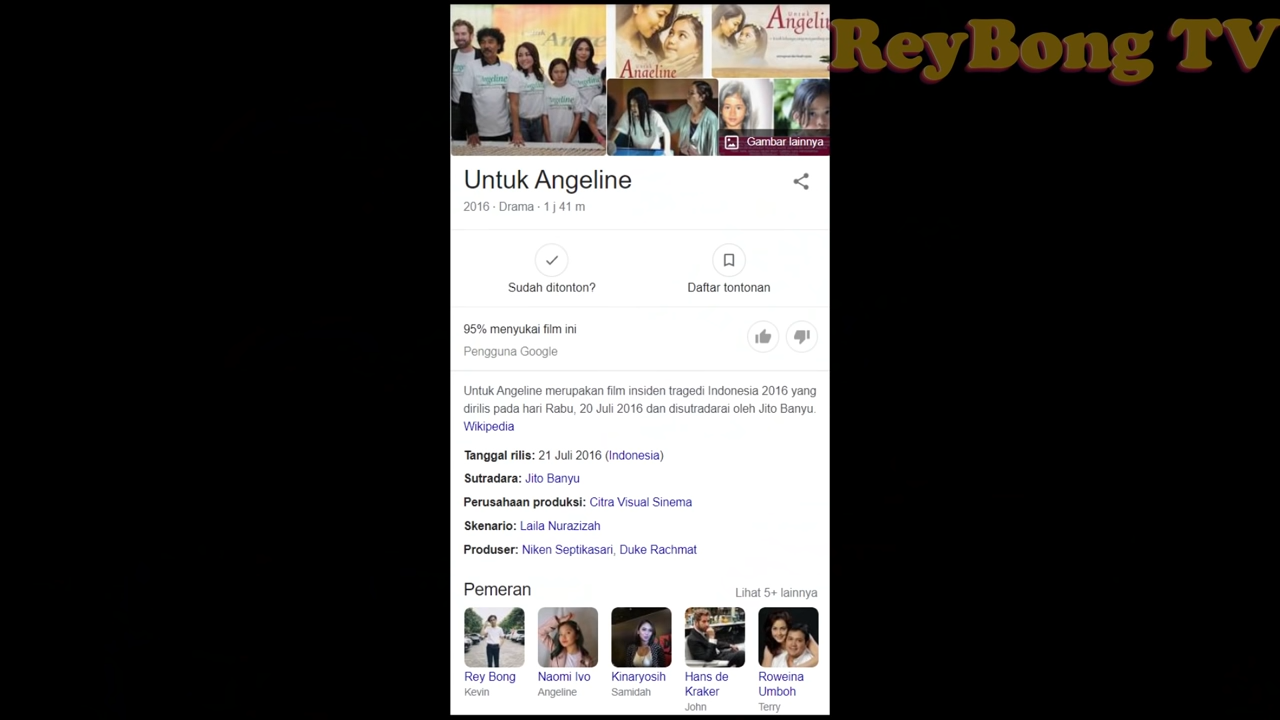 ReyBong TV
Untuk
Angeline
Untuk
Angelin
Gambar lainnya
Untuk Angeline
2016 · Drama · 1 j 41 m
Sudah ditonton?
Daftar tontonan
95% menyukai film ini
Pengguna Google
Untuk Angeline merupakan film insiden tragedi Indonesia 2016 yang
dirilis pada hari Rabu, 20 Juli 2016 dan disutradarai oleh Jito Banyu.
Wikipedia
Tanggal rilis: 21 Juli 2016 (Indonesia)
Sutradara: Jito Banyu
Perusahaan produksi: Citra Visual Sinema
Skenario: Laila Nurazizah
Produser: Niken Septikasari, Duke Rachmat
Pemeran
Lihat 5+ lainnya
Rey Bong
Kevin
Naomi Ivo
Angeline
Kinaryosih
Samidah
Hans de
Kraker
John
Roweina
Umboh
Terry